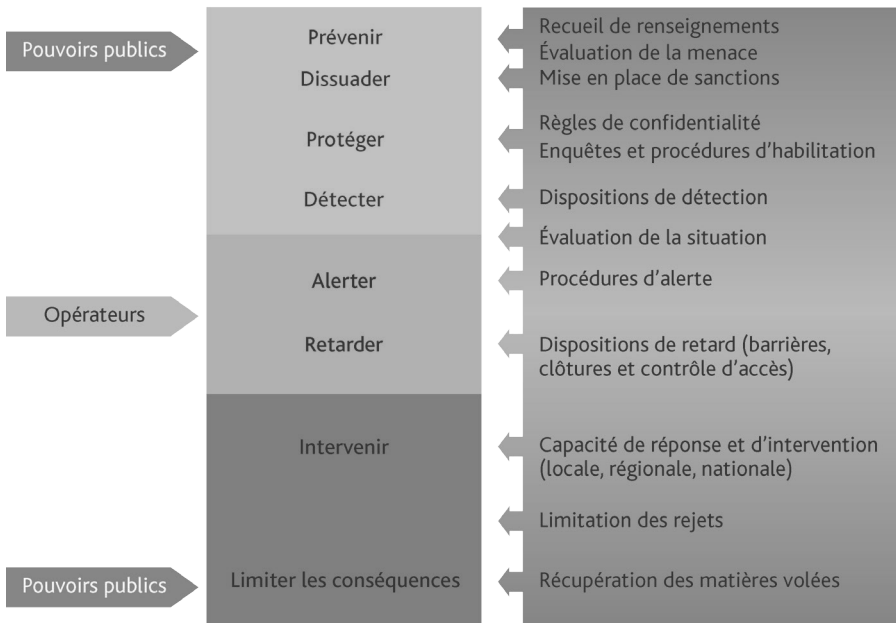 Pouvoirs publics
Prévenir
Recueil de renseignements
Évaluation de la menace
Dissuader
Mise en place de sanctions
Protéger
Règles de confidentialité
Enquêtes et procédures d'habilitation
Détecter
Dispositions de détection
Évaluation de la situation
Alerter
Procédures d'alerte
Opérateurs
Retarder
Dispositions de retard (barrières,
clôtures et contrôle d'accès)
Intervenir
Capacité de réponse et d'intervention
(locale, régionale, nationale)
Limitation des rejets
Pouvoirs publics
Limiter les conséquences
Récupération des matières volées